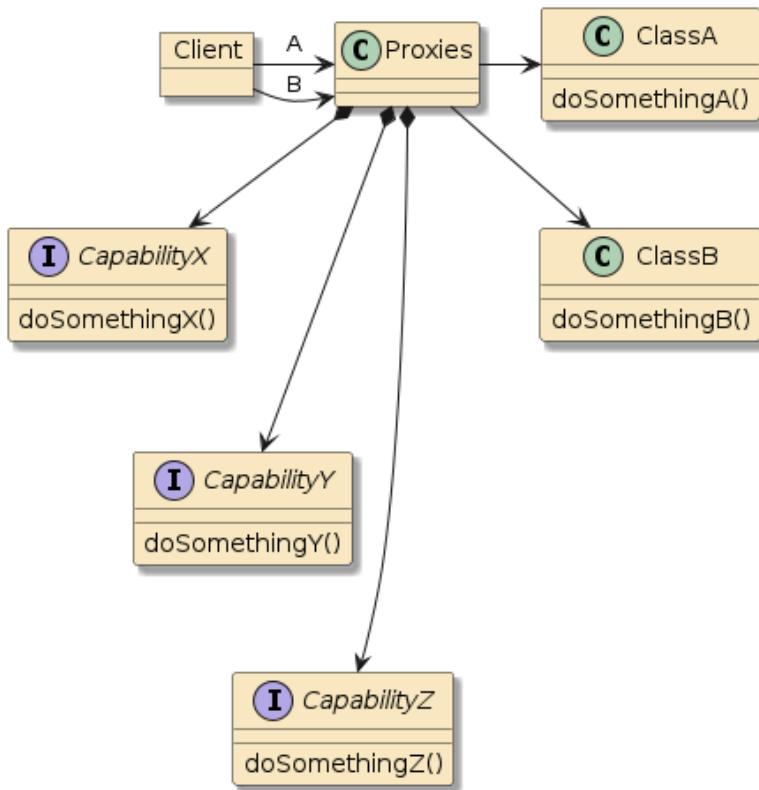 Client
A
B
C Proxies
C ClassA
doSomethingA()
I CapabilityX
doSomethingX()
C ClassB
doSomethingB()
I CapabilityY
doSomethingY()
I CapabilityZ
doSomethingZ()